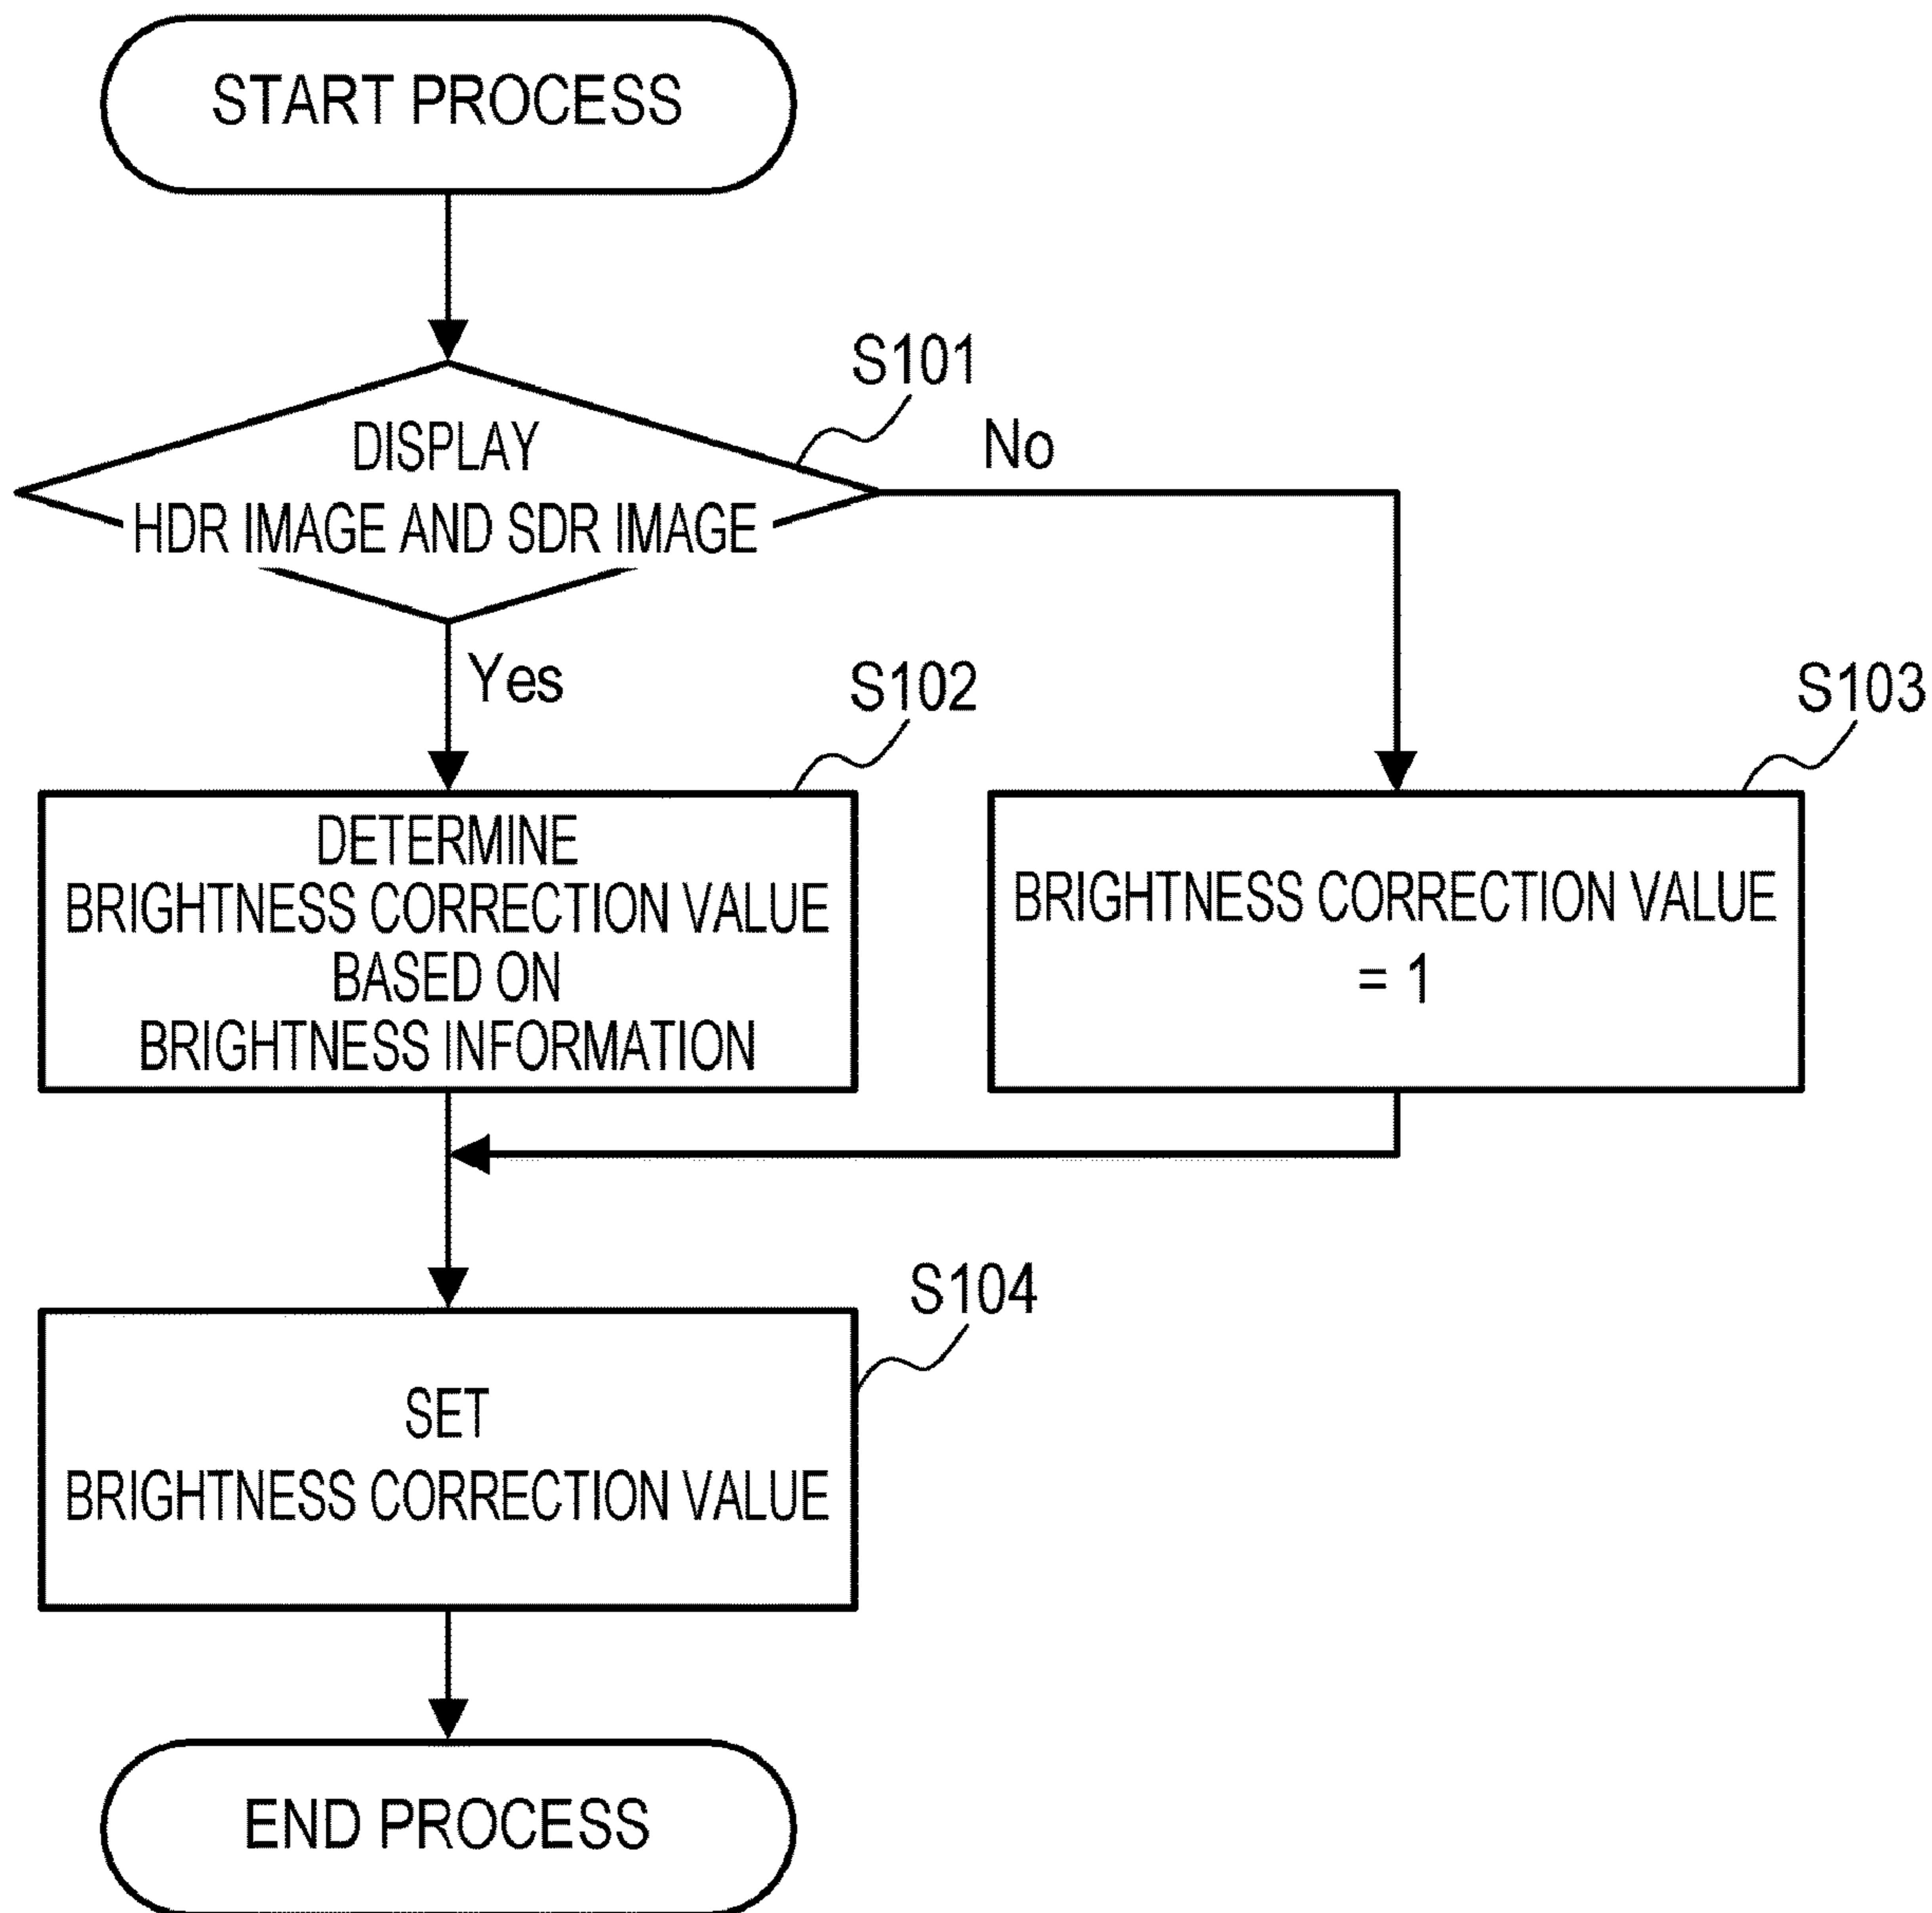 START PROCESS
S101
DISPLAY
HDR IMAGE AND SDR IMAGE
No
Yes
S102
DETERMINE
BRIGHTNESS CORRECTION VALUE
BASED ON
BRIGHTNESS INFORMATION
S103
BRIGHTNESS CORRECTION VALUE
= 1
S104
SET
BRIGHTNESS CORRECTION VALUE
END PROCESS